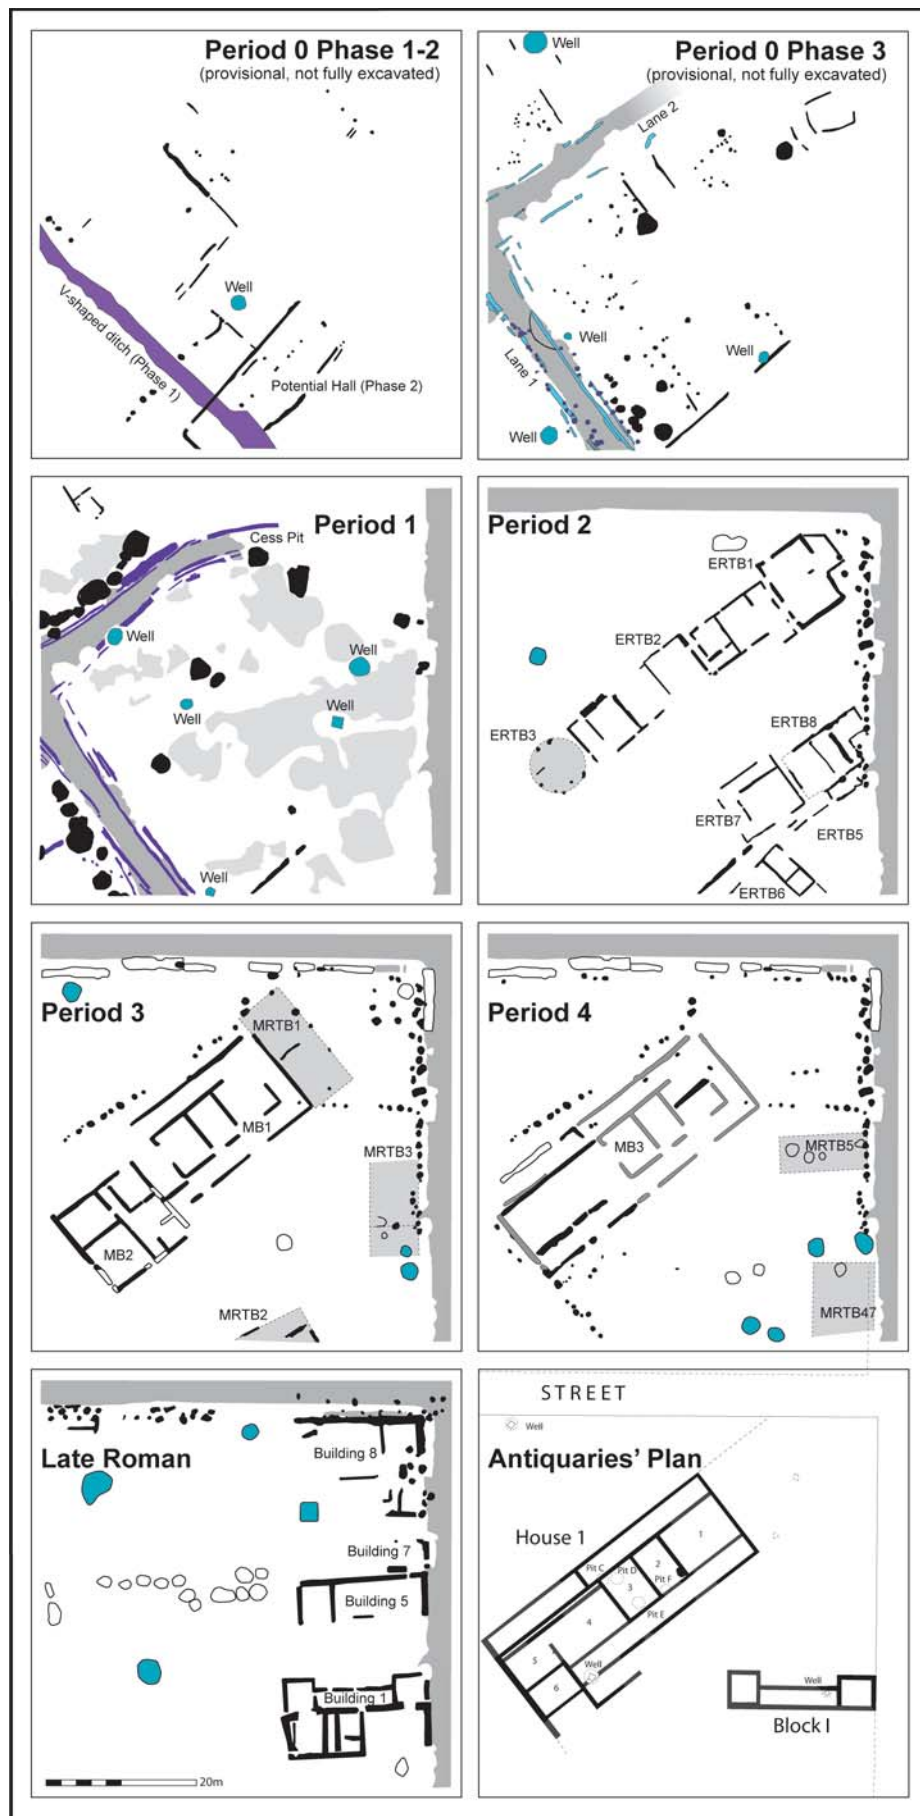 Period 0 Phase 1-2
(provisional, not fully excavated)
Well
V-shaped ditch (Phase 1)
Potential Hall (Phase 2)
Well
Period 0 Phase 3
(provisional, not fully excavated)
Lane 2
Well
Well
Lane 1
Well
Period 1
Cess Pit
Well
Well
Well
Well
Well
Period 2
ERTB1
ERTB2
ERTB3
ERTB8
ERTB7
ERTB5
ERTB6
Period 3
MRTB1
MB1
MRTB3
MB2
MRTB2
Period 4
MB3
MRTB5
MRTB47
Late Roman
Building 8
Building 7
Building 5
Building 1
20m
STREET
Well
Antiquaries' Plan
House 1
1
Pit C
Pit D
2
Pit F
3
Pit E
4
5
Well
6
Well
Block I